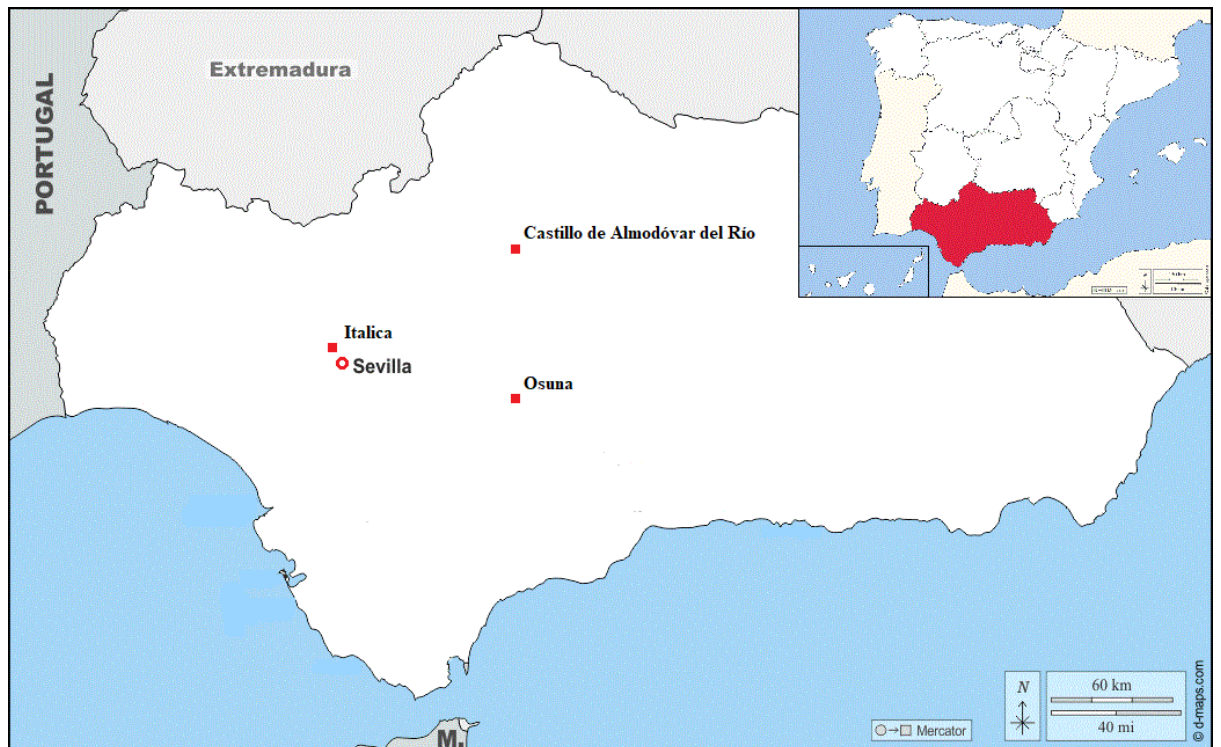 Extremadura
PORTUGAL
Castillo de Almodóvar del Río
Italica
Sevilla
Osuna
M.
N
60 km
40 mi
Mercator
© d-maps.com